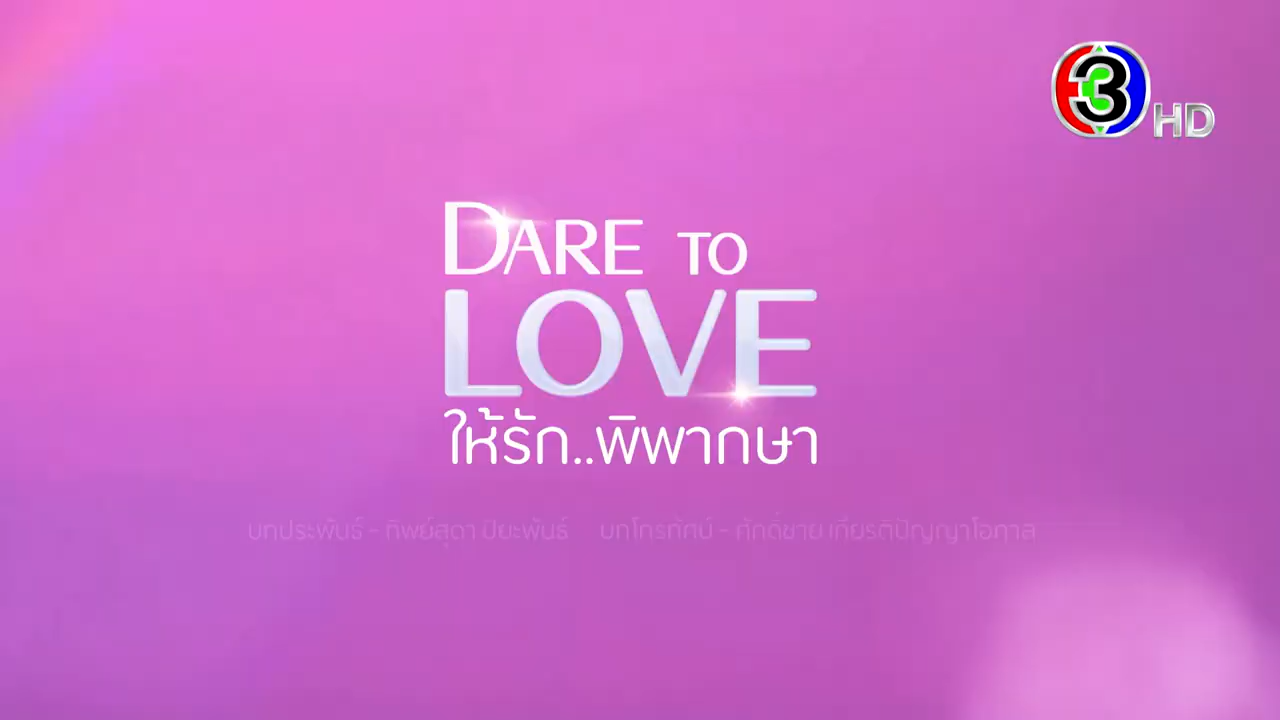 3 HD
DARE TO
LOVE
ให้รัก..พิพากษา
บทประพันธ์ - ทิพย์สุดา ปิยะพันธ์ บทโทรทัศน์ - ศักดิ์ชาย เกียรติปัญญาโอภาส